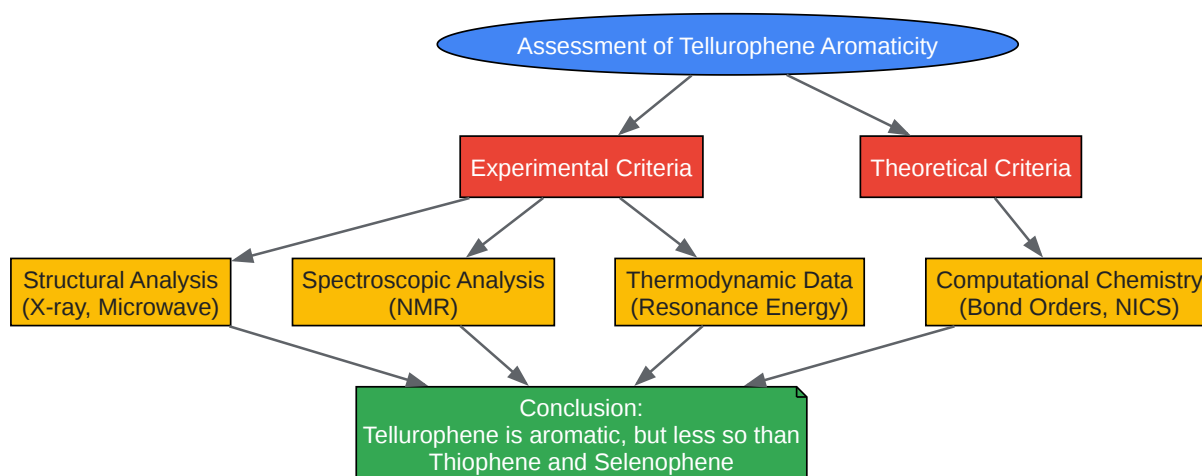 Assessment of Tellurophene Aromaticity
Experimental Criteria
Theoretical Criteria
Structural Analysis
(X-ray, Microwave)
Spectroscopic Analysis
(NMR)
Thermodynamic Data
(Resonance Energy)
Computational Chemistry
(Bond Orders, NICS)
Conclusion:
Tellurophene is aromatic, but less so than
Thiophene and Selenophene